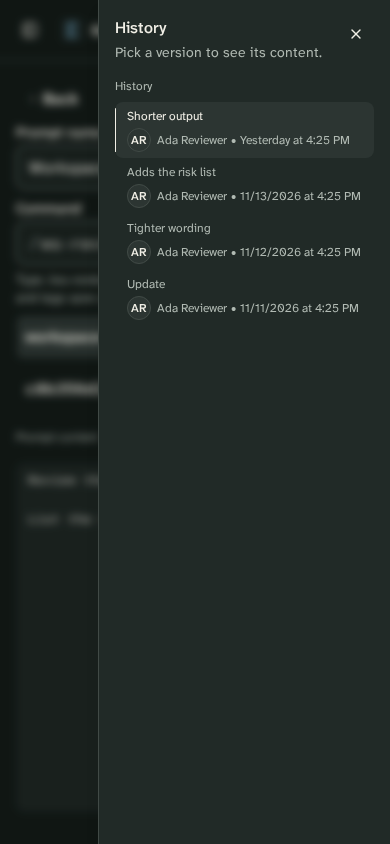 History
Pick a version to see its content.
History
Shorter output
AR Ada Reviewer • Yesterday at 4:25 PM
Adds the risk list
AR Ada Reviewer • 11/13/2026 at 4:25 PM
Tighter wording
AR Ada Reviewer • 11/12/2026 at 4:25 PM
Update
AR Ada Reviewer • 11/11/2026 at 4:25 PM
Back
Command